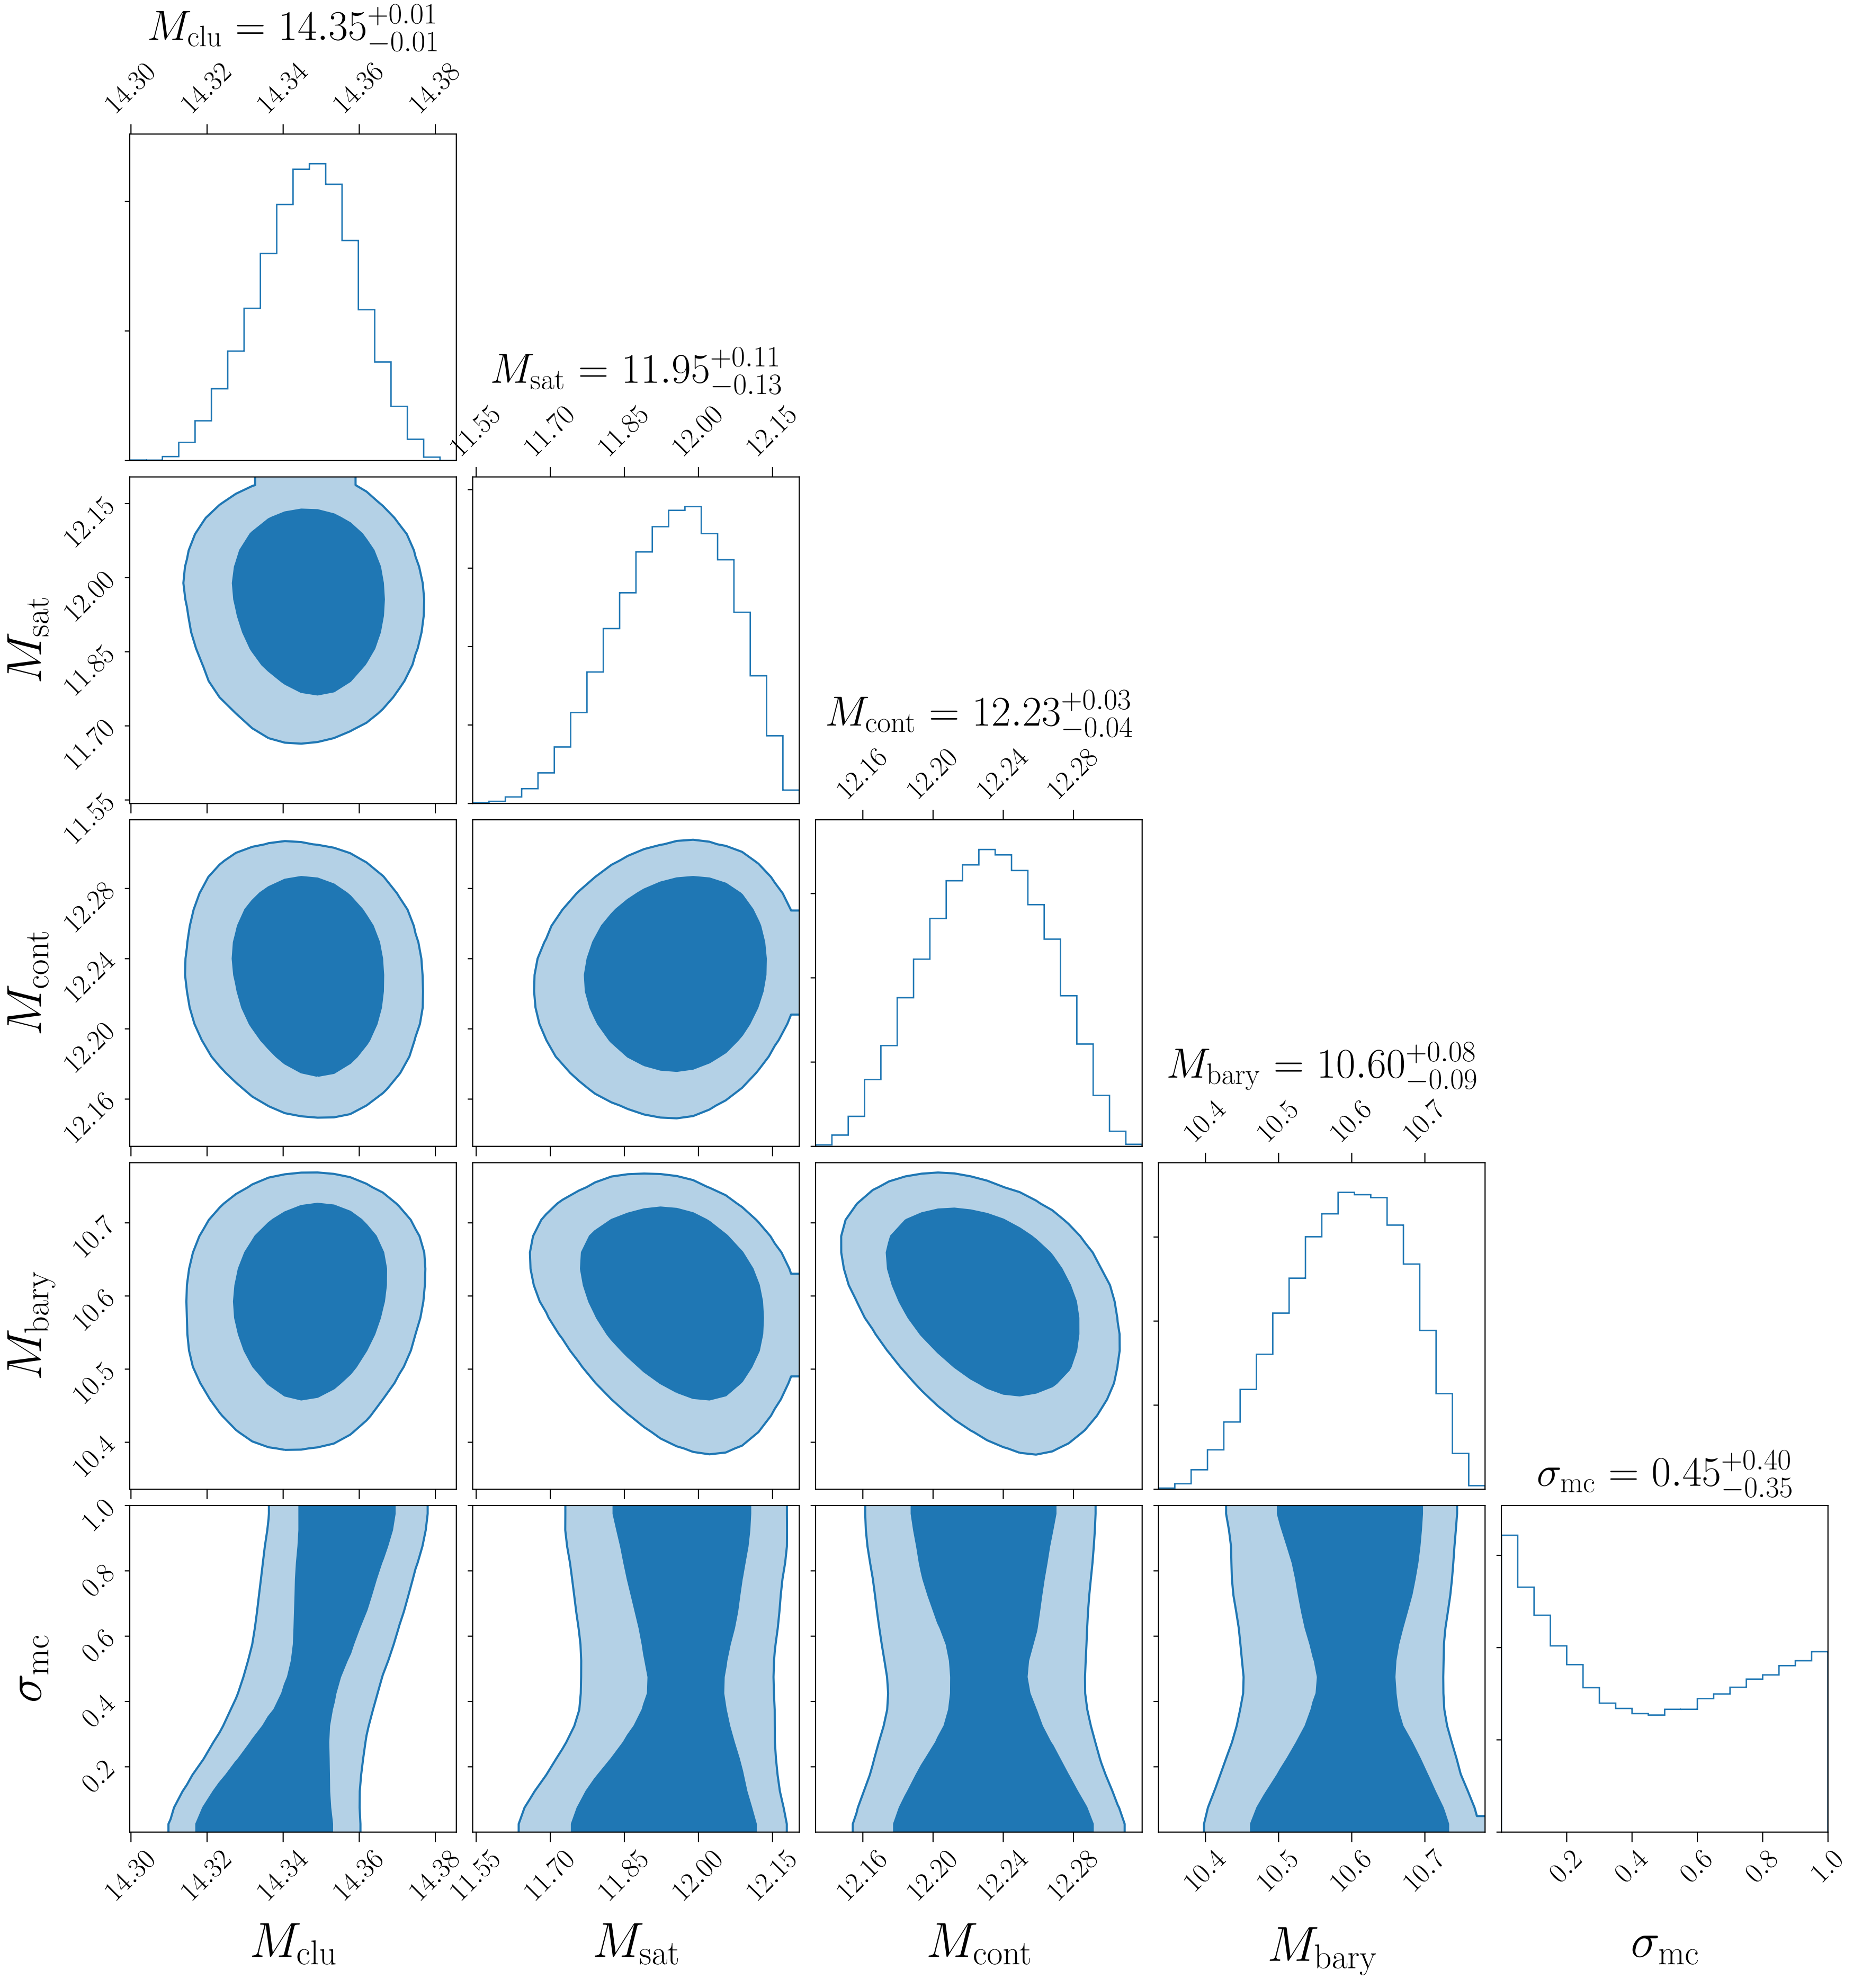 M_clu = 14.35^{+0.01}_{-0.01}
14.30 14.32 14.34 14.36 14.38
M_sat = 11.95^{+0.11}_{-0.13}
11.55 11.70 11.85 12.00 12.15
M_sat
12.15
12.00
11.85
11.70
11.55
M_cont = 12.23^{+0.03}_{-0.04}
12.16 12.20 12.24 12.28
M_cont
12.28
12.24
12.20
12.16
M_bary = 10.60^{+0.08}_{-0.09}
10.4 10.5 10.6 10.7
M_bary
10.7
10.6
10.5
10.4
σ_mc = 0.45^{+0.40}_{-0.35}
σ_mc
1.0
0.8
0.6
0.4
0.2
14.30 14.32 14.34 14.36 14.38 11.55 11.70 11.85 12.00 12.15 12.16 12.20 12.24 12.28 10.4 10.5 10.6 10.7 0.2 0.4 0.6 0.8 1.0
M_clu M_sat M_cont M_bary σ_mc